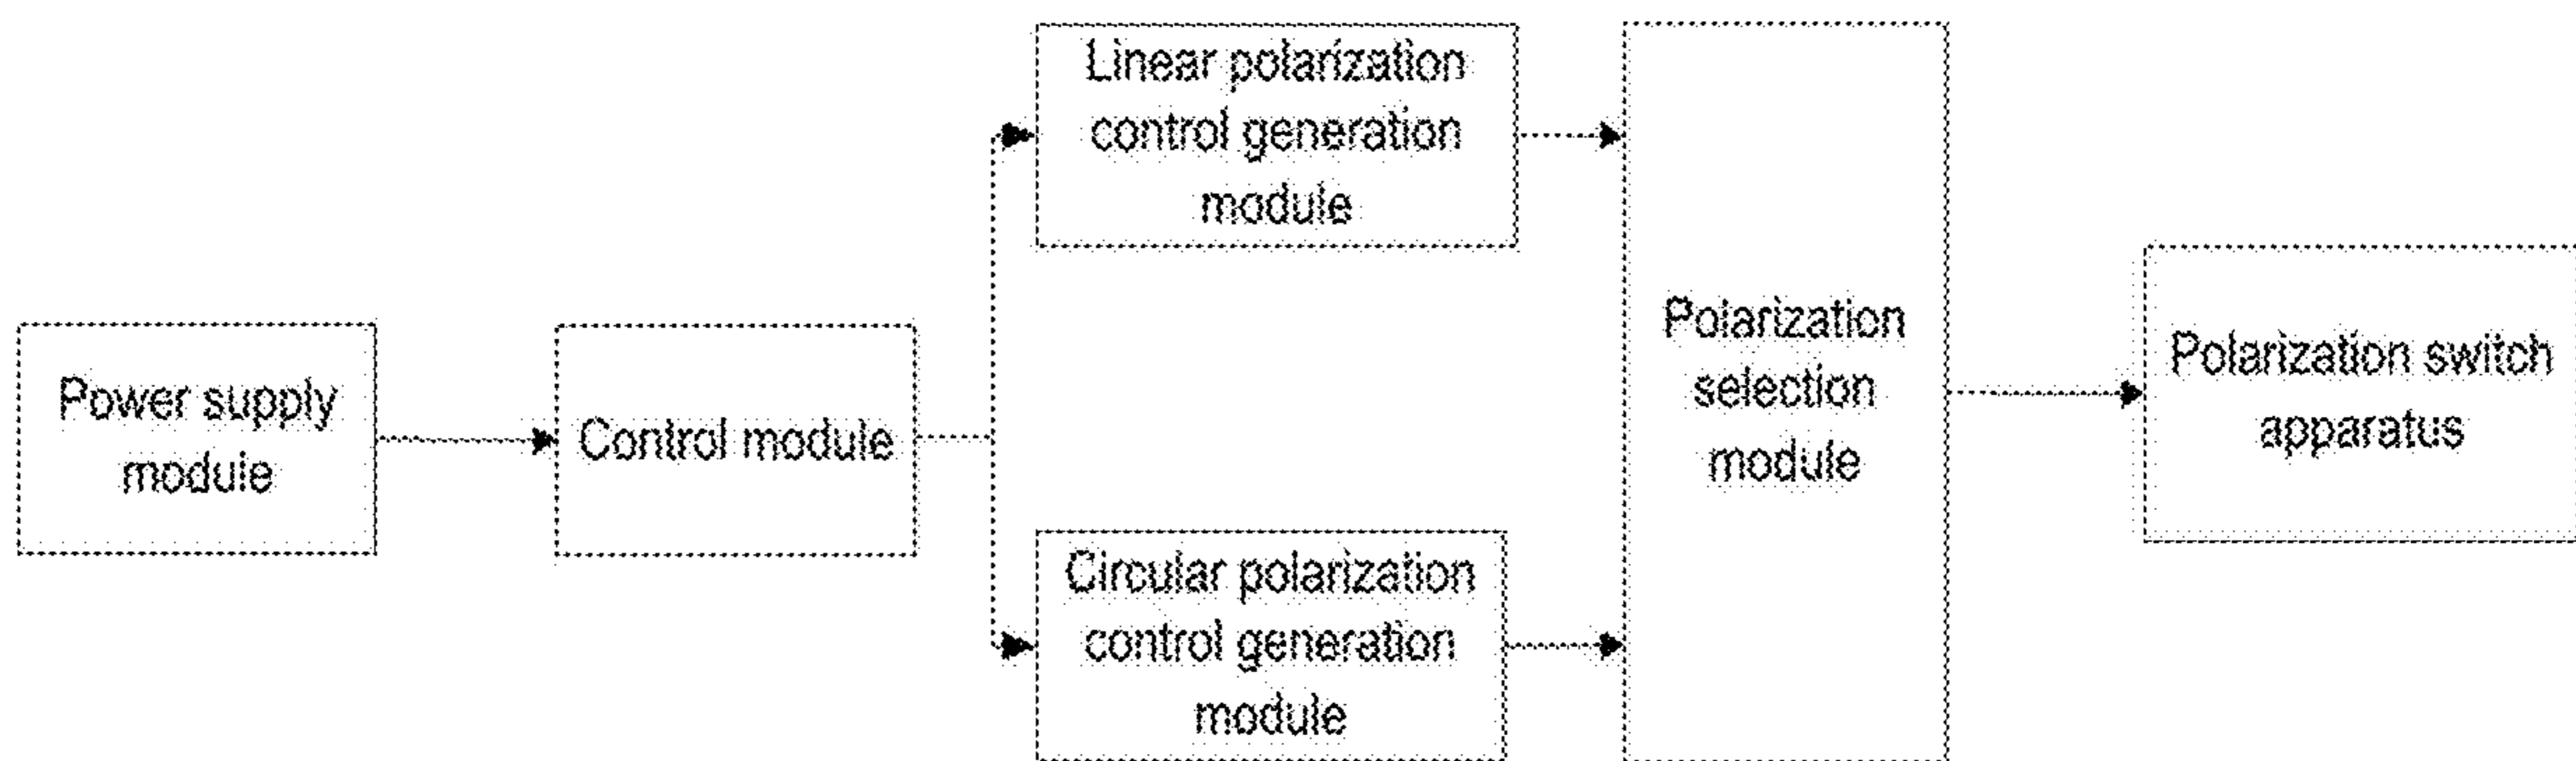 Power supply
module
Control module
Linear polarization
control generation
module
Circular polarization
control generation
module
Polarization
selection
module
Polarization switch
apparatus